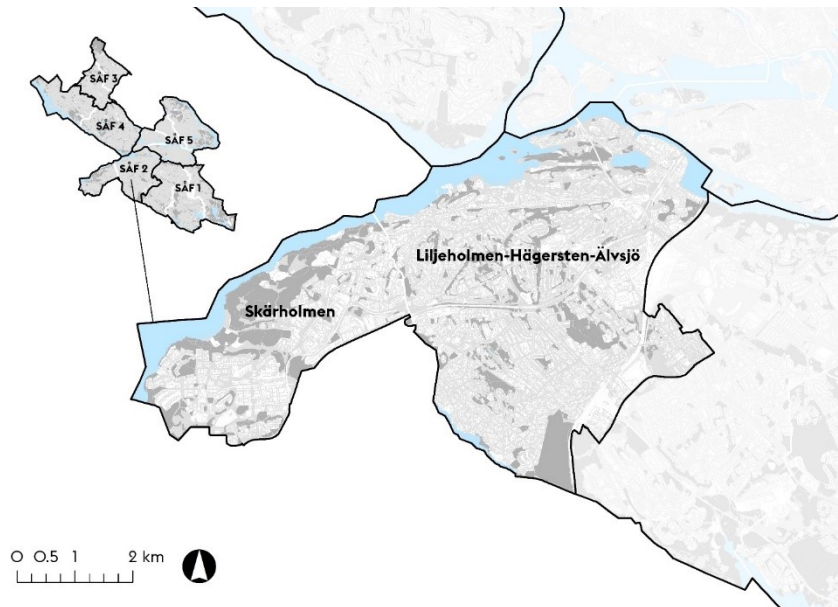 SÅF 3
SÅF 4
SÅF 5
SÅF 2
SÅF 1
Liljeholmen-Hägersten-Älvsjö
Skärholmen
0 0.5 1 2 km